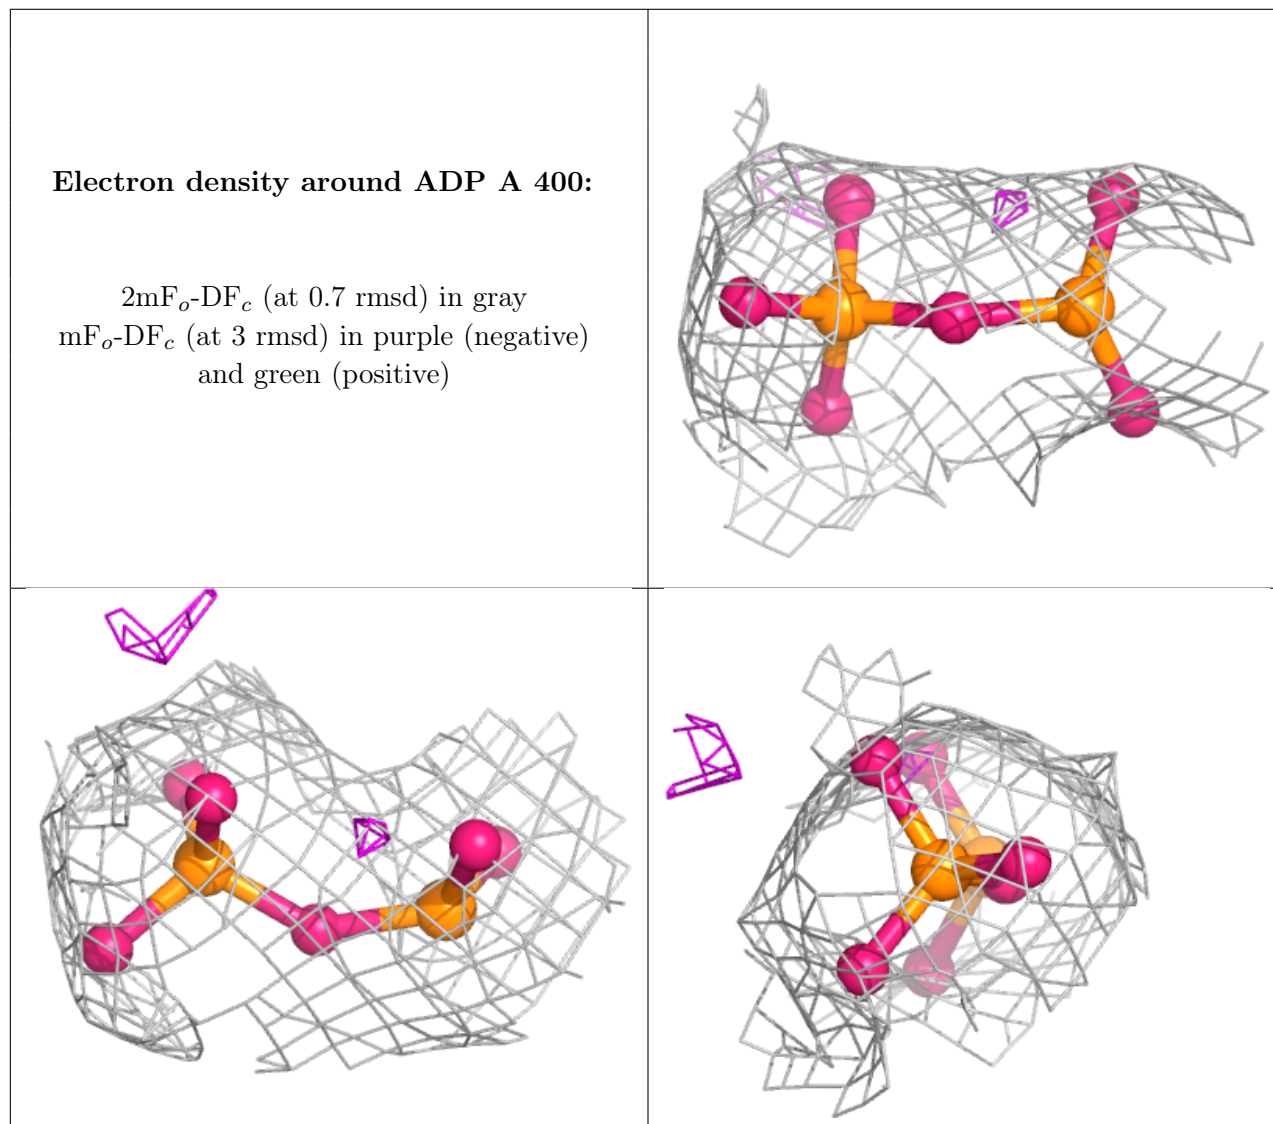 Electron density around ADP A 400:
2mFo-DFc (at 0.7 rmsd) in gray
mFo-DFc (at 3 rmsd) in purple (negative)
and green (positive)